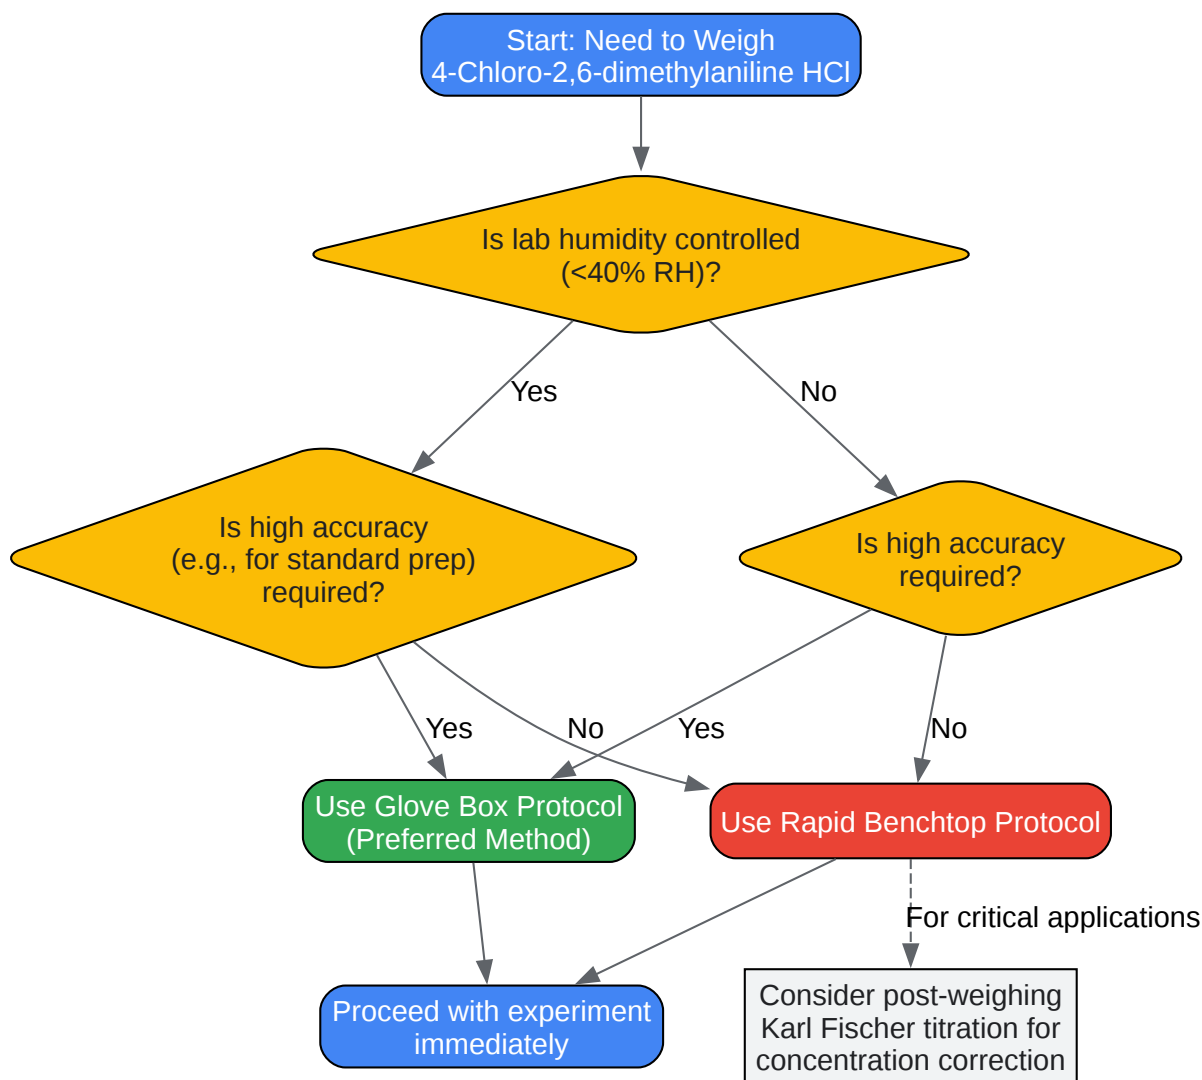 Start: Need to Weigh
4-Chloro-2,6-dimethylaniline HCl
Is lab humidity controlled
(<40% RH)?
Yes
No
Is high accuracy
(e.g., for standard prep)
required?
Is high accuracy
required?
Yes
No
Yes
No
Use Glove Box Protocol
(Preferred Method)
Use Rapid Benchtop Protocol
For critical applications
Proceed with experiment
immediately
Consider post-weighing
Karl Fischer titration for
concentration correction